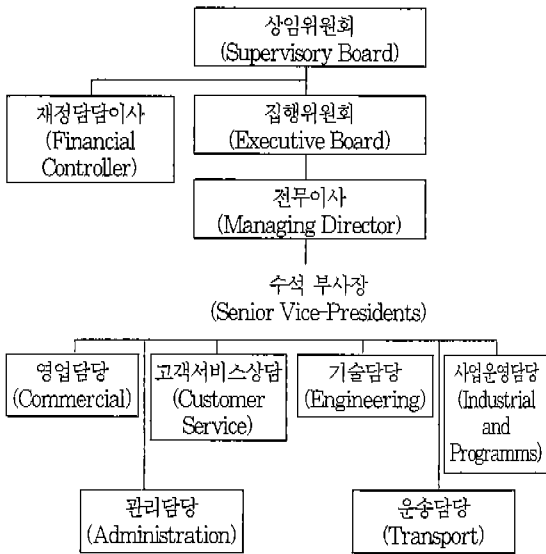 상임위원회
(Supervisory Board)
재정담담이사
(Financial
Controller)
집행위원회
(Executive Board)
전무이사
(Managing Director)
수석 부사장
(Senior Vice-Presidents)
영업담당
(Commercial)
고객서비스상담
(Customer
Service)
기술담당
(Engineering)
사업운영담당
(Industrial
and
Programms)
관리담당
(Administration)
운송담당
(Transport)